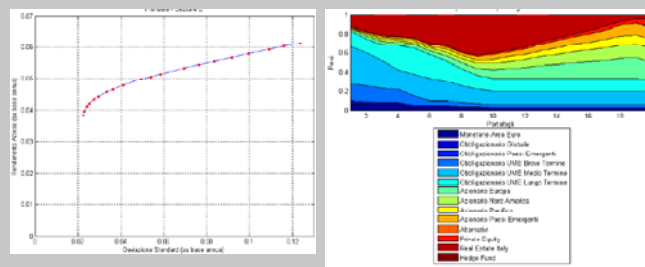 0.07
0.06
0.05
0.04
0.03
0.02
0.01
0
0
0.02
0.04
0.06
0.08
0.1
0.12
0.14
Rendimento Atteso (su base annua)
Deviazione Standard (su base annua)
1
0.8
0.6
0.4
0.2
0
Pesi
2
4
6
8
10
12
14
16
18
Portafogli
Monetario Area Euro
Obbligazionario Globale
Obbligazionario Paesi Emergenti
Obbligazionario UME Breve Termine
Obbligazionario UME Medio Termine
Obbligazionario UME Lungo Termine
Azionario Europa
Azionario Nord America
Azionario Pacifico
Azionario Paesi Emergenti
Alternativi
Private Equity
Real Estate Italy
Hedge Fund